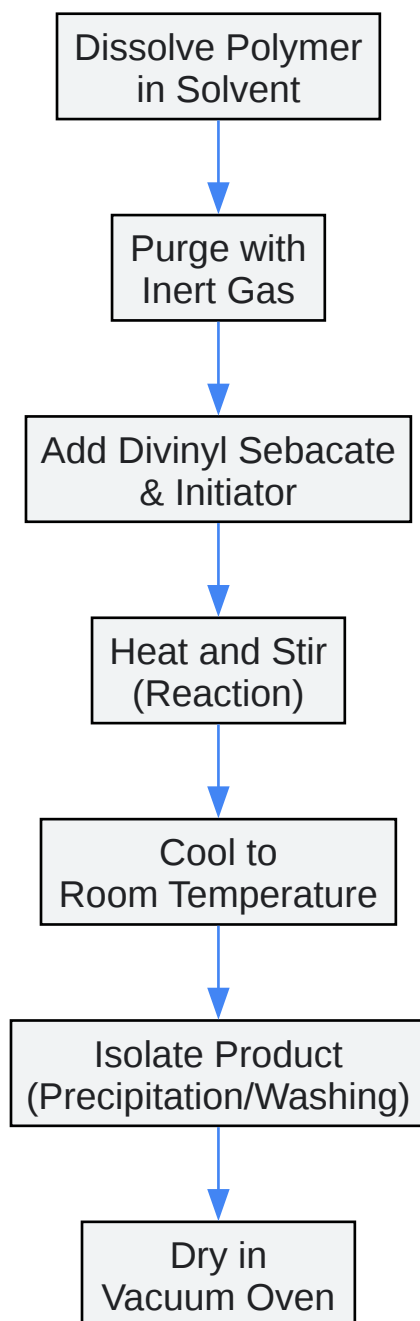 Dissolve Polymer
in Solvent
Purge with
Inert Gas
Add Divinyl Sebacate
& Initiator
Heat and Stir
(Reaction)
Cool to
Room Temperature
Isolate Product
(Precipitation/Washing)
Dry in
Vacuum Oven